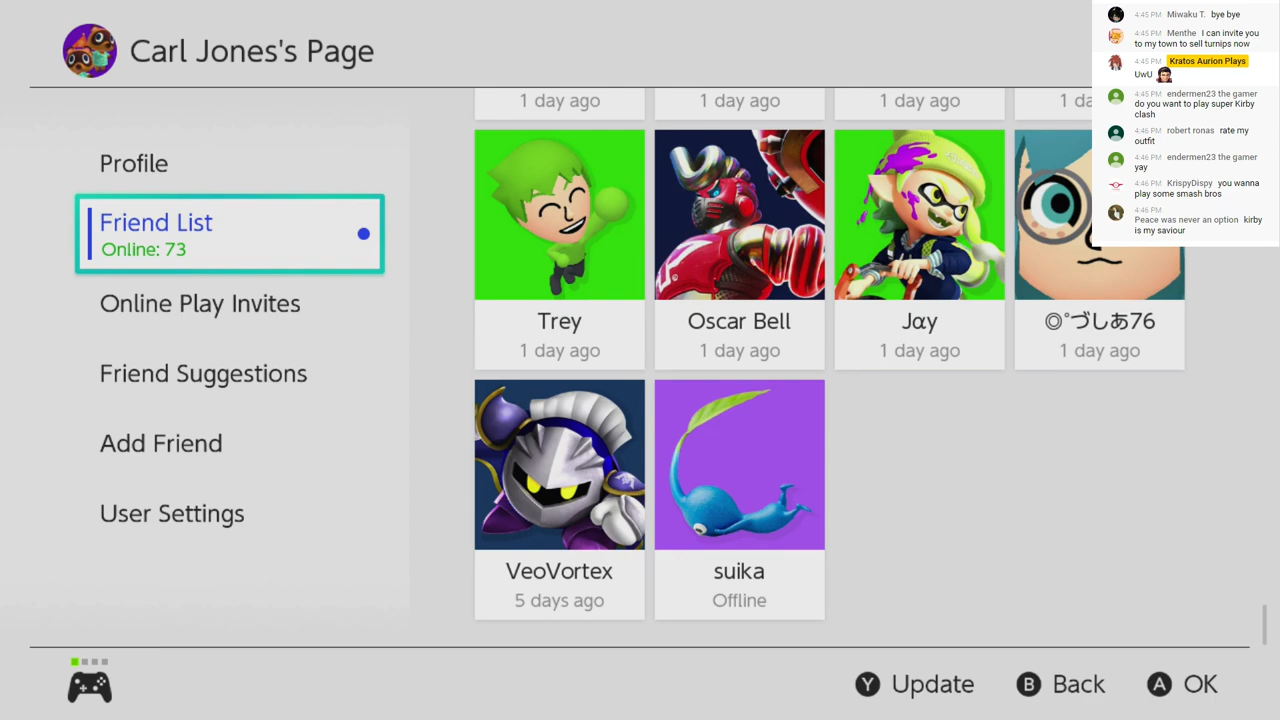 Carl Jones's Page
Profile
Friend List
Online: 73
Online Play Invites
Friend Suggestions
Add Friend
User Settings
1 day ago
1 day ago
1 day ago
1 da
Trey
1 day ago
Oscar Bell
1 day ago
Jαy
1 day ago
◎°づしあ76
1 day ago
VeoVortex
5 days ago
suika
Offline
4:45 PM Miwaku T. bye bye
4:45 PM Menthe I can invite you
to my town to sell turnips now
4:45 PM Kratos Aurion Plays
UwU
4:45 PM endermen23 the gamer
do you want to play super Kirby
clash
4:46 PM robert ronas rate my
outfit
4:46 PM endermen23 the gamer
yay
4:46 PM KrispyDispy you wanna
play some smash bros
4:46 PM
Peace was never an option kirby
is my saviour
Y Update
B Back
A OK